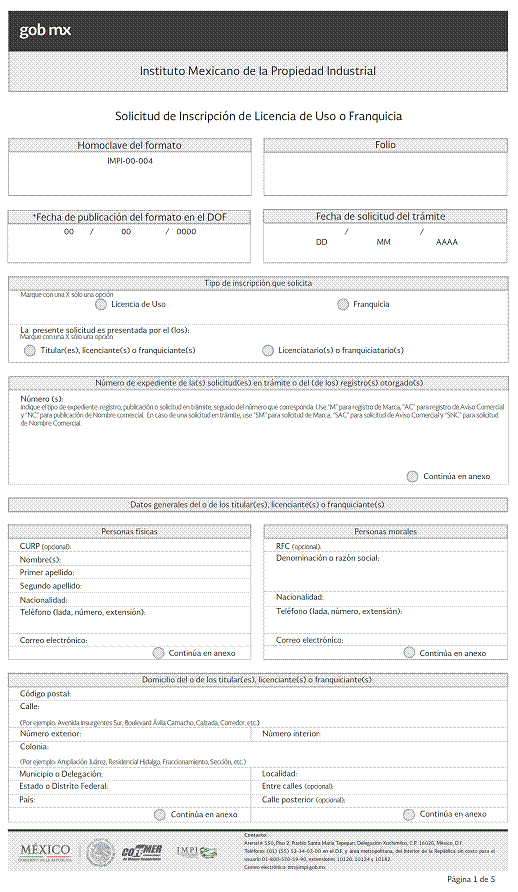 gob.mx
Instituto Mexicano de la Propiedad Industrial
Solicitud de Inscripción de Licencia de Uso o Franquicia
Homoclave del formato
IMPI-00-004
Folio
*Fecha de publicación del formato en el DOF
00 / 00 / 0000
Fecha de solicitud del trámite
/ /
DD MM AAAA
Tipo de inscripción que solicita
Marque con una X sólo una opción
Licencia de Uso
Franquicia
La presente solicitud es presentada por el (los):
Marque con una X sólo una opción
Titular(es), licenciante(s) o franquiciante(s)
Licenciatario(s) o franquiciatario(s)
Número de expediente de la(s) solicitud(es) en trámite o del (de los) registro(s) otorgado(s)
Número (s):
Indique el tipo de expediente-registro, publicación o solicitud en trámite, seguido del número que corresponda. Use "M" para registro de Marca, "AC" para registro de Aviso Comercial
y "NC" para publicación de Nombre comercial. En caso de una solicitud en trámite, use "SM" para solicitud de Marca, "SAC" para solicitud de Aviso Comercial y "SNC" para solicitud
de Nombre Comercial.
Continúa en anexo
Datos generales del o de los titular(es), licenciante(s) o franquiciante(s)
Personas físicas
CURP (opcional):
Nombre(s):
Primer apellido:
Segundo apellido:
Nacionalidad:
Teléfono (lada, número, extensión):
Correo electrónico:
Continúa en anexo
Personas morales
RFC (opcional):
Denominación o razón social:
Nacionalidad:
Teléfono (lada, número, extensión):
Correo electrónico:
Continúa en anexo
Domicilio del o de los titular(es), licenciante(s) o franquiciante(s)
Código postal:
Calle:
(Por ejemplo: Avenida Insurgentes Sur, Boulevard Ávila Camacho, Calzada, Corredor, etc.)
Número exterior:
Número interior:
Colonia:
(Por ejemplo: Ampliación Juárez, Residencial Hidalgo, Fraccionamiento, Sección, etc.)
Municipio o Delegación:
Localidad:
Estado o Distrito Federal:
Entre calles (opcional):
País:
Calle posterior (opcional):
Continúa en anexo
Continúa en anexo
MÉXICO
GOBIERNO DE LA REPÚBLICA
IMPI
Contacto:
Arenal # 550, Piso 2, Pueblo Santa María Tepepan, Delegación Xochimilco, C.P. 16020, México, D.F.
Teléfono: (01) (55) 53-34-07-00 en el D.F. y área metropolitana, del interior de la República sin costo para el
usuario 01-800-570-59-90, extensiones 10120, 10124 y 10182.
Página 1 de 5